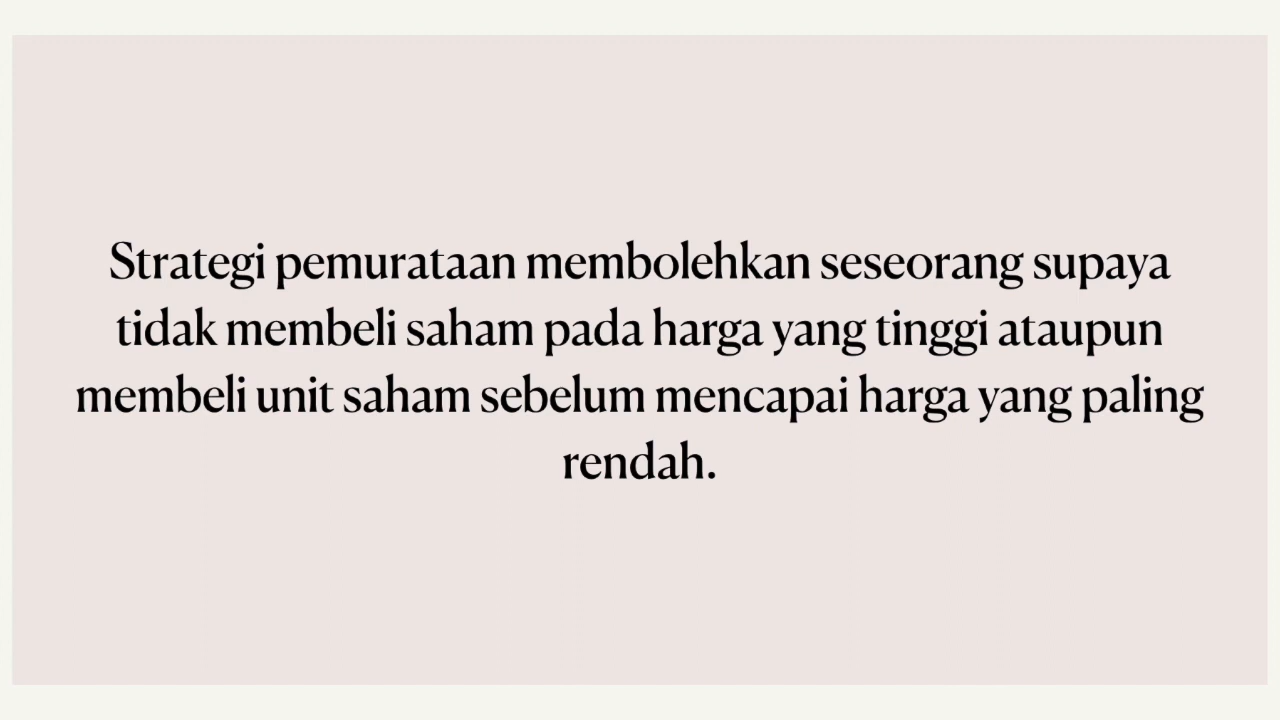 Strategi pemurataan membolehkan seseorang supaya
tidak membeli saham pada harga yang tinggi ataupun
membeli unit saham sebelum mencapai harga yang paling
rendah.